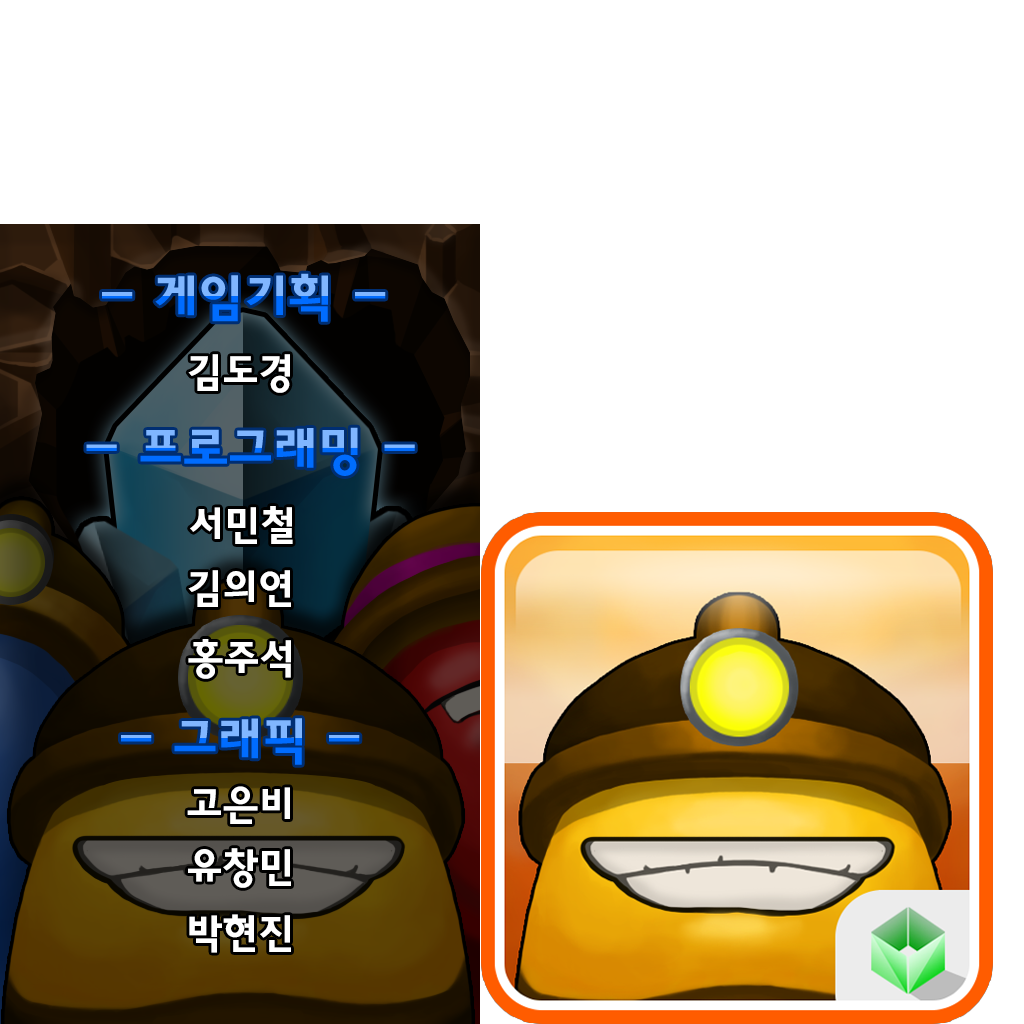 - 게임기획 -
김도경
- 프로그래밍 -
서민철
김의연
홍주석
- 그래픽 -
고은비
유창민
박현진